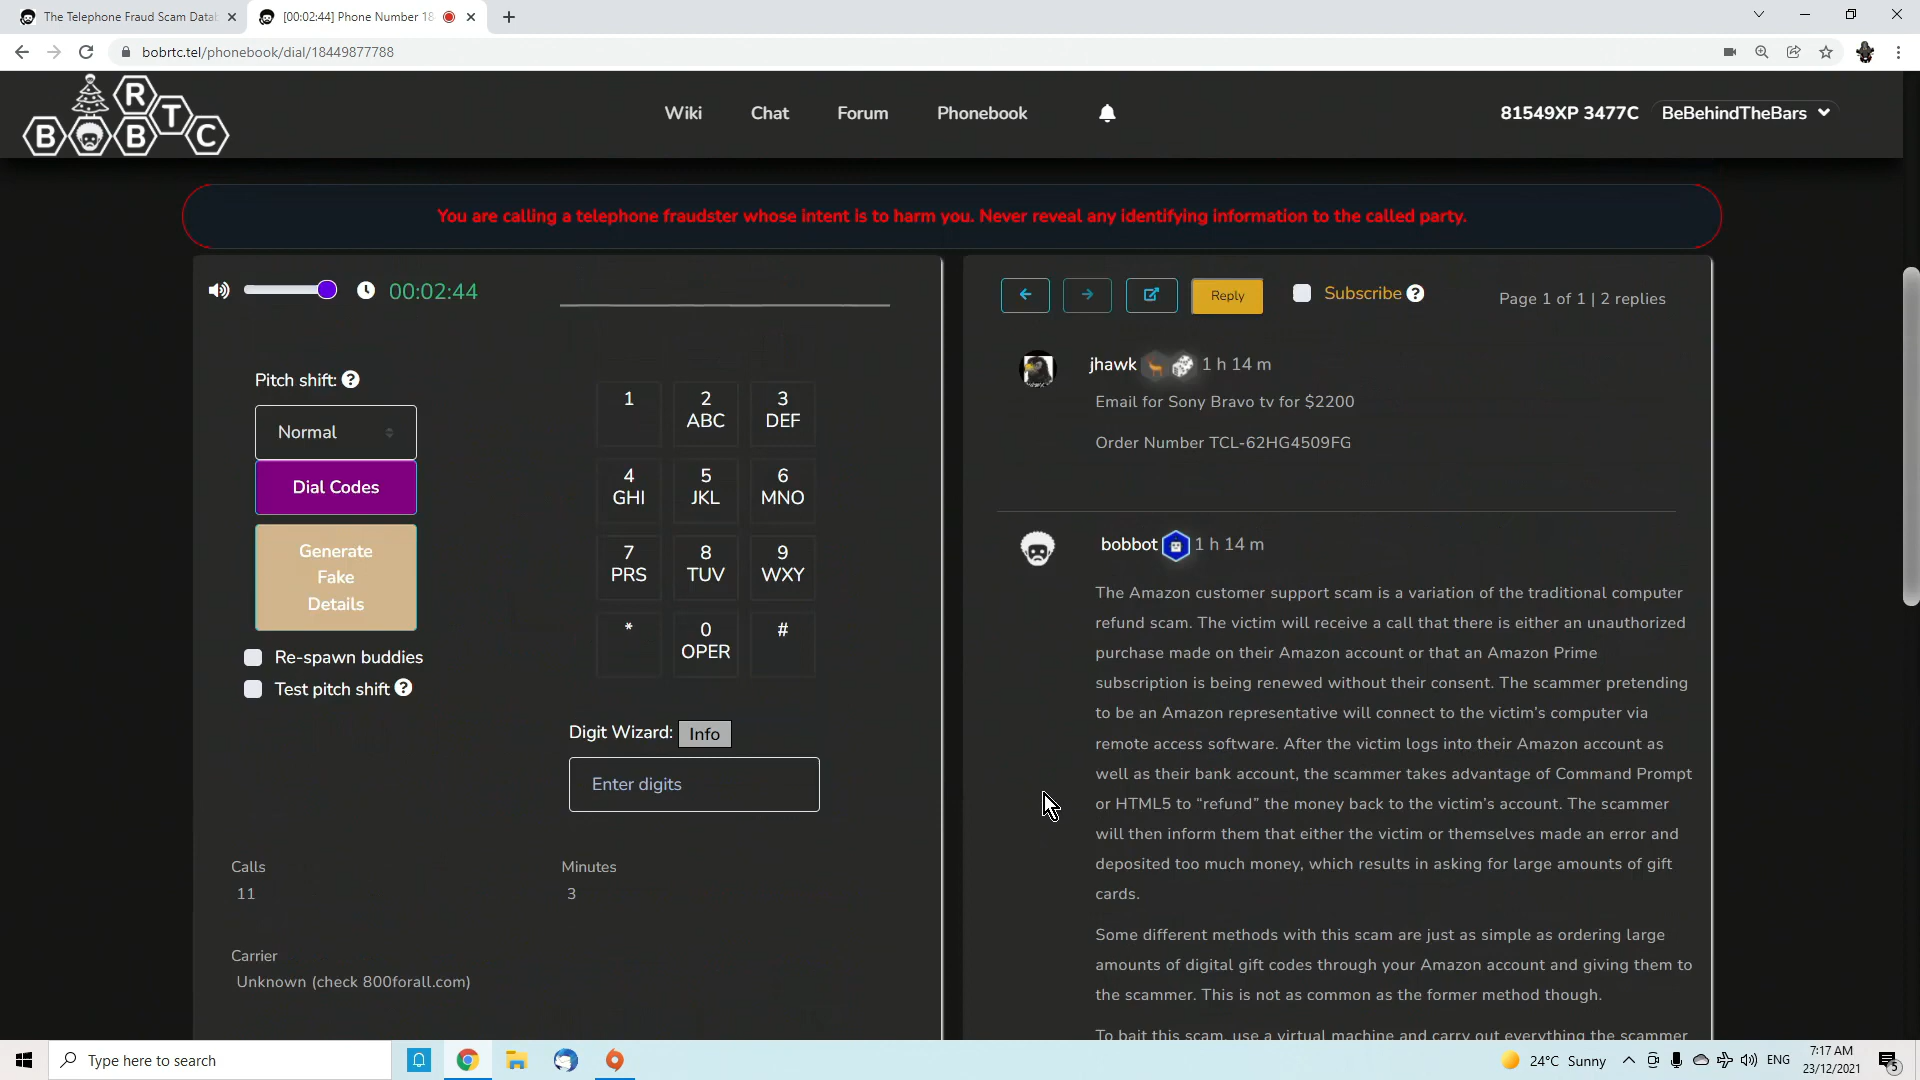 The Telephone Fraud Scam Datab
[00:02:44] Phone Number 18
bobrtc.tel/phonebook/dial/18449877788
B O B R T C
Wiki
Chat
Forum
Phonebook
81549XP 3477C
BeBehindTheBars
You are calling a telephone fraudster whose intent is to harm you. Never reveal any identifying information to the called party.
00:02:44
Pitch shift:
Normal
Dial Codes
Generate
Fake
Details
Re-spawn buddies
Test pitch shift
1
2
ABC
3
DEF
4
GHI
5
JKL
6
MNO
7
PRS
8
TUV
9
WXY
*
0
OPER
#
Digit Wizard: Info
Enter digits
Calls
11
Minutes
3
Carrier
Unknown (check 800forall.com)
Reply
Subscribe
Page 1 of 1 | 2 replies
jhawk 1 h 14 m
Email for Sony Bravo tv for $2200
Order Number TCL-62HG4509FG
bobbot 1 h 14 m
The Amazon customer support scam is a variation of the traditional computer
refund scam. The victim will receive a call that there is either an unauthorized
purchase made on their Amazon account or that an Amazon Prime
subscription is being renewed without their consent. The scammer pretending
to be an Amazon representative will connect to the victim's computer via
remote access software. After the victim logs into their Amazon account as
well as their bank account, the scammer takes advantage of Command Prompt
or HTML5 to “refund” the money back to the victim's account. The scammer
will then inform them that either the victim or themselves made an error and
deposited too much money, which results in asking for large amounts of gift
cards.
Some different methods with this scam are just as simple as ordering large
amounts of digital gift codes through your Amazon account and giving them to
the scammer. This is not as common as the former method though.
To bait this scam, use a virtual machine and carry out everything the scammer
Type here to search
24°C Sunny
ENG
7:17 AM
23/12/2021
5